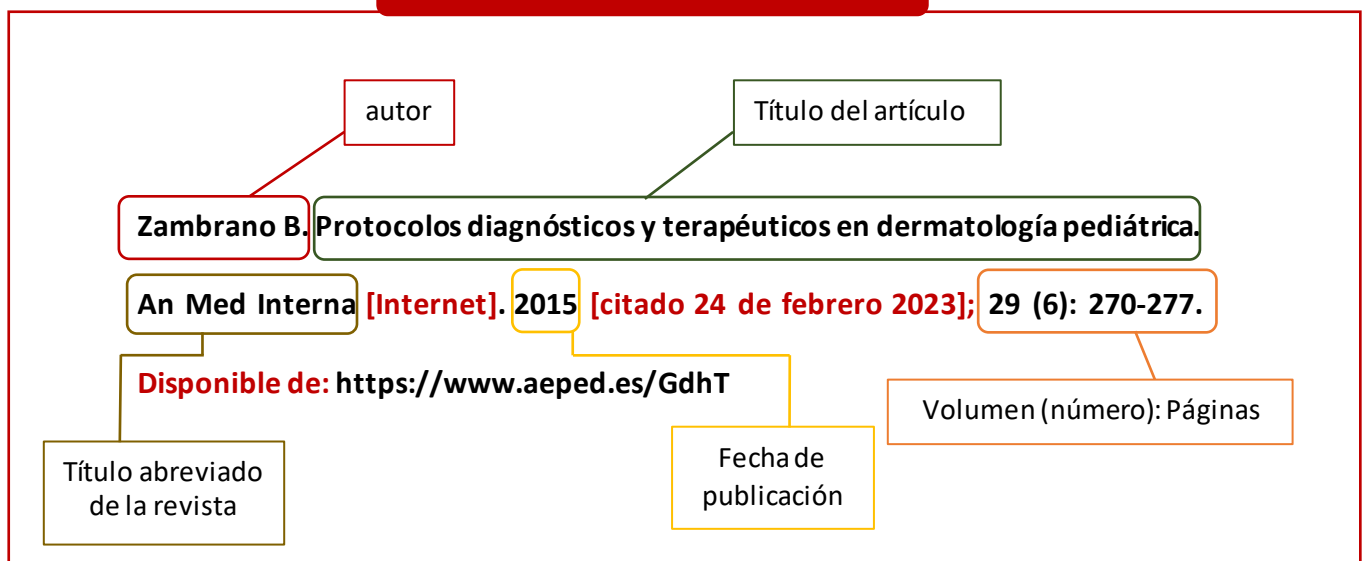 autor
Título del artículo
Zambrano B. Protocolos diagnósticos y terapéuticos en dermatología pediátrica.
An Med Interna [Internet]. 2015 [citado 24 de febrero 2023]; 29 (6): 270-277.
Disponible de: https://www.aeped.es/GdhT
Volumen (número): Páginas
Título abreviado
de la revista
Fecha de
publicación